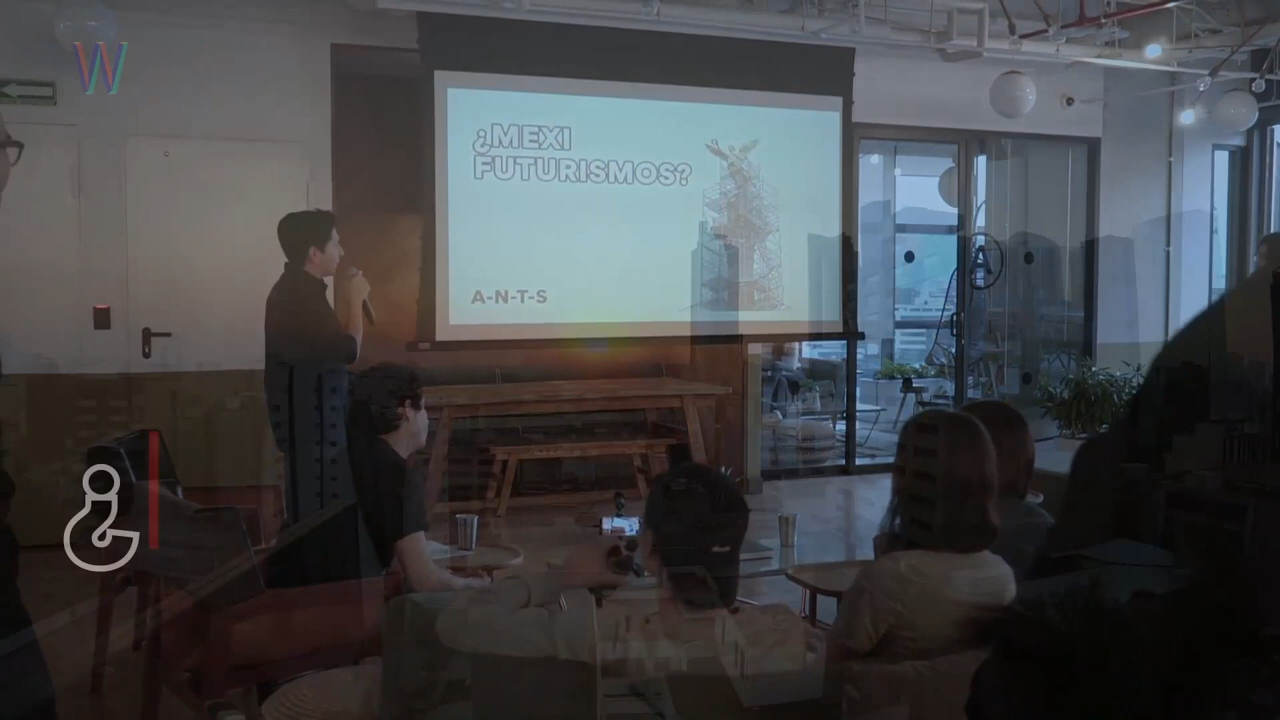 W
¿MEXI
FUTURISMOS?
A-N-T-S
¿
A